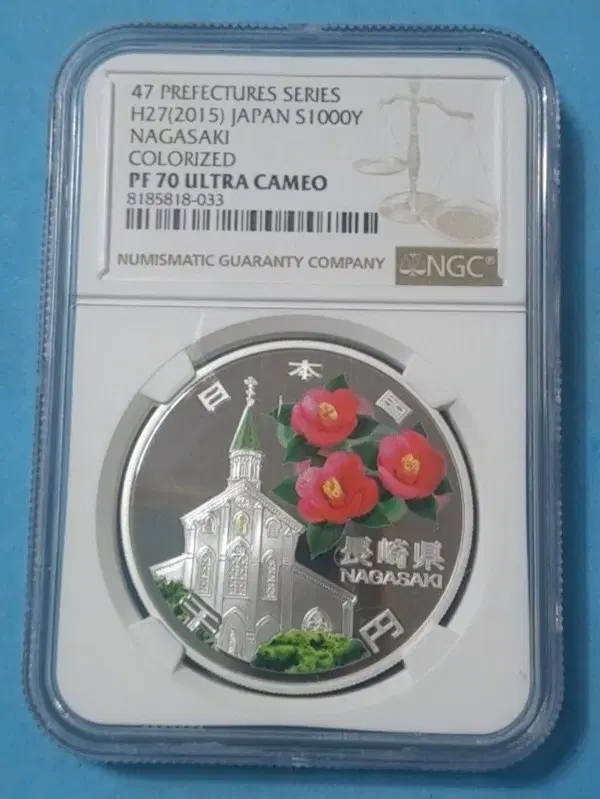 47 PREFECTURES SERIES
H27(2015) JAPAN S1000Y
NAGASAKI
COLORIZED
PF 70 ULTRA CAMEO
8185818-033
NUMISMATIC GUARANTY COMPANY
NGC®
日本国
長崎県
NAGASAKI
千円